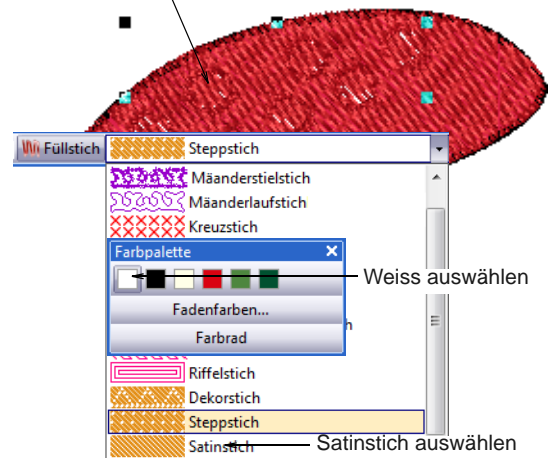 Füllstich Steppstich
Mäanderstielstich
Mäanderlaufstich
Kreuzstich
Farbpalette
Weiss auswählen
Fadenfarben...
h
Farbrad
Riffelstich
Dekorstich
Steppstich
Satinstich Satinstich auswählen